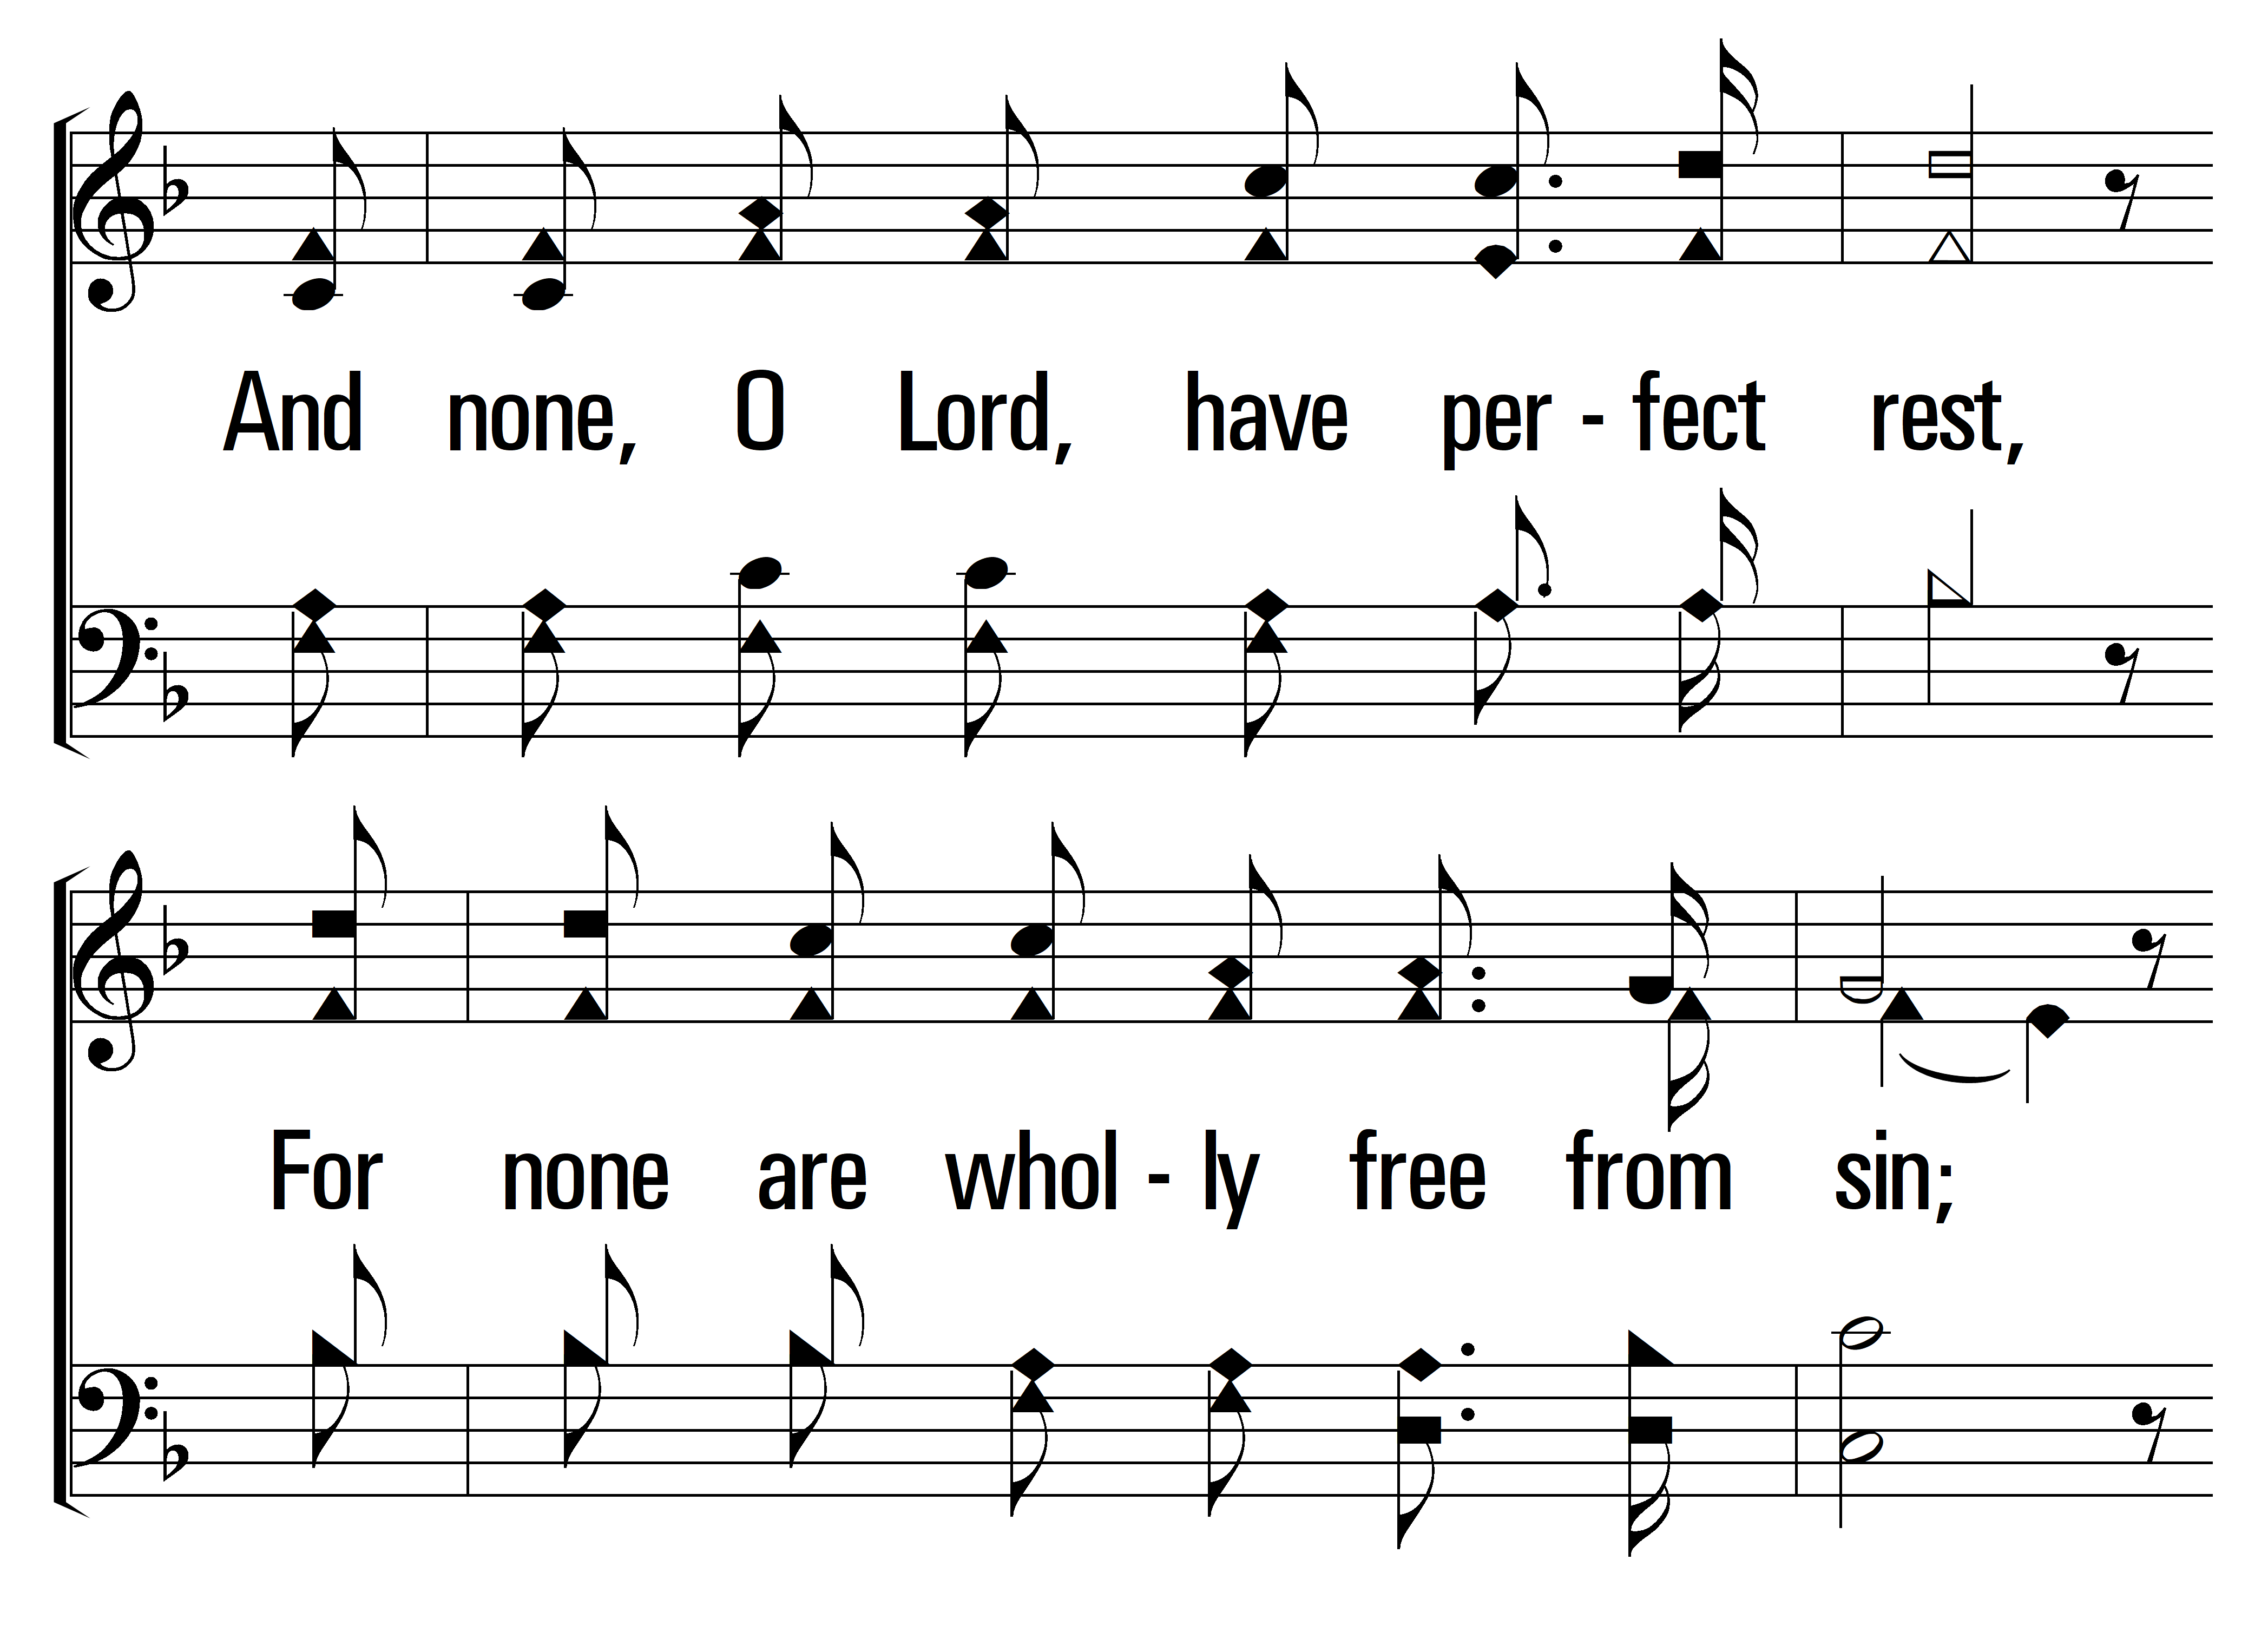 And none, O Lord, have per - fect rest,
For none are whol - ly free from sin;